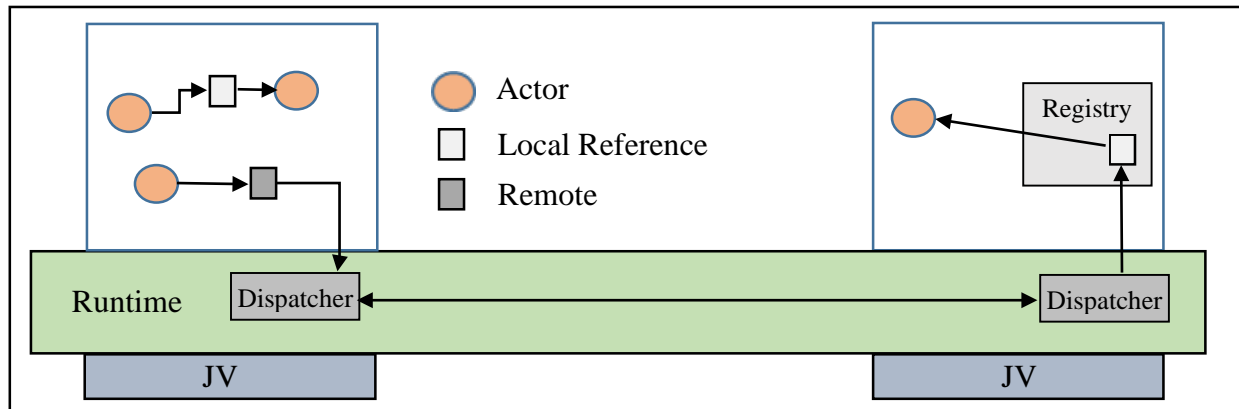 Actor
Registry
Local Reference
Remote
Runtime
Dispatcher
Dispatcher
JV
JV